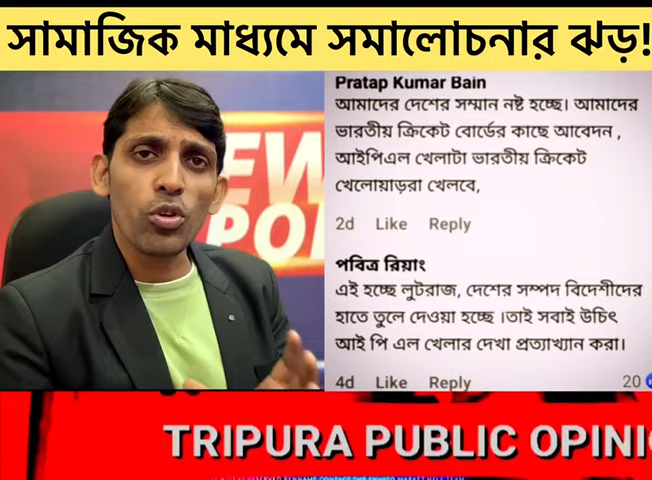 সামাজিক মাধ্যমে সমালোচনার ঝড়!
Pratap Kumar Bain
আমাদের দেশের সম্মান নষ্ট হচ্ছে। আমাদের
ভারতীয় ক্রিকেট বোর্ডের কাছে আবেদন ,
আইপিএল খেলাটা ভারতীয় ক্রিকেট
খেলোয়াড়রা খেলবে,
2d Like Reply
পবিত্র রিয়াং
এই হচ্ছে লুটরাজ, দেশের সম্পদ বিদেশীদের
হাতে তুলে দেওয়া হচ্ছে ।তাই সবাই উচিৎ
আই পি এল খেলার দেখা প্রত্যাখ্যান করা।
4d Like Reply 20
EW
POI
TRIPURA PUBLIC OPINI